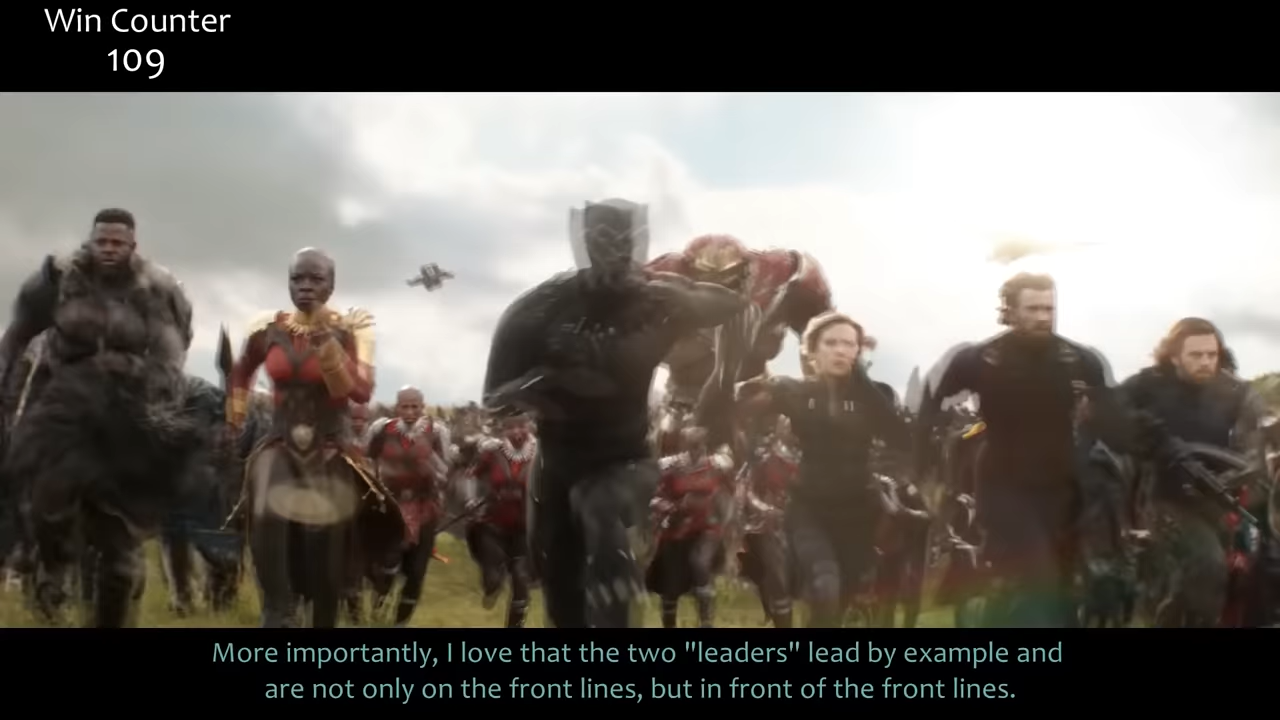 Win Counter
109
More importantly, I love that the two "leaders" lead by example and
are not only on the front lines, but in front of the front lines.